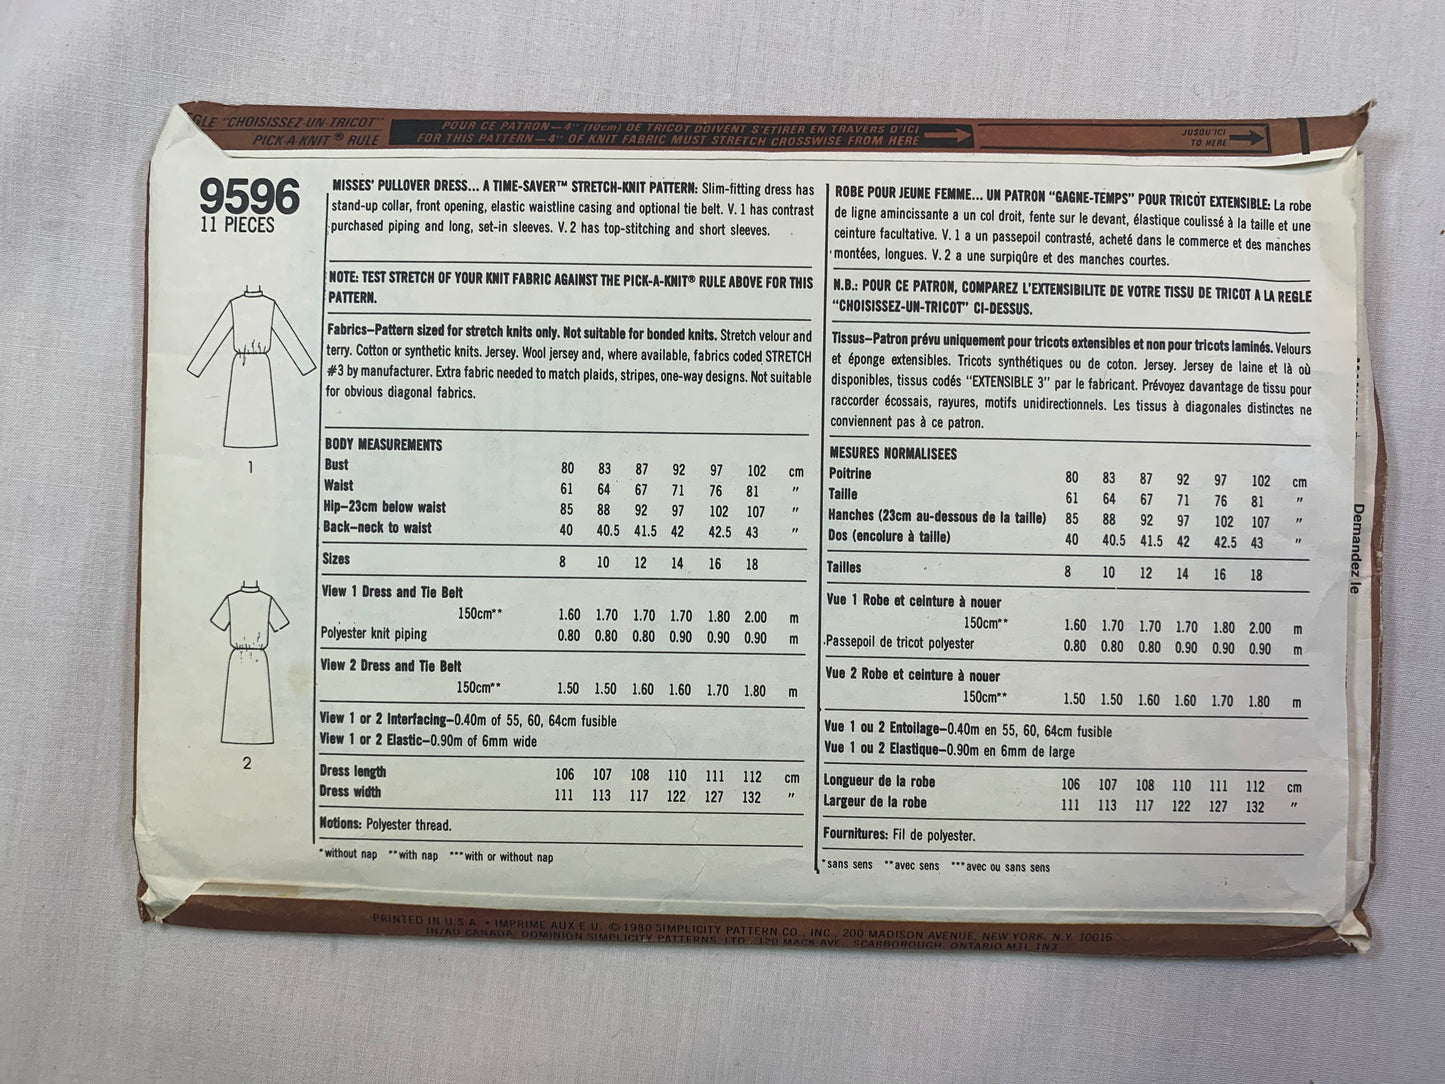 REGLE "CHOISISSEZ-UN-TRICOT"
PICK-A-KNIT® RULE
POUR CE PATRON—4" (10cm) DE TRICOT DOIVENT S'ETIRER EN TRAVERS D'ICI
FOR THIS PATTERN—4" OF KNIT FABRIC MUST STRETCH CROSSWISE FROM HERE
JUSQU'ICI
TO HERE
9596
11 PIECES
1
2
MISSES' PULLOVER DRESS... A TIME-SAVER™ STRETCH-KNIT PATTERN: Slim-fitting dress has
stand-up collar, front opening, elastic waistline casing and optional tie belt. V. 1 has contrast
purchased piping and long, set-in sleeves. V. 2 has top-stitching and short sleeves.
NOTE: TEST STRETCH OF YOUR KNIT FABRIC AGAINST THE PICK-A-KNIT® RULE ABOVE FOR THIS
PATTERN.
Fabrics—Pattern sized for stretch knits only. Not suitable for bonded knits. Stretch velour and
terry. Cotton or synthetic knits. Jersey. Wool jersey and, where available, fabrics coded STRETCH
#3 by manufacturer. Extra fabric needed to match plaids, stripes, one-way designs. Not suitable
for obvious diagonal fabrics.
BODY MEASUREMENTS
Bust 80 83 87 92 97 102 cm
Waist 61 64 67 71 76 81 "
Hip—23cm below waist 85 88 92 97 102 107 "
Back—neck to waist 40 40.5 41.5 42 42.5 43 "
Sizes 8 10 12 14 16 18
View 1 Dress and Tie Belt
150cm** 1.60 1.70 1.70 1.70 1.80 2.00 m
Polyester knit piping 0.80 0.80 0.80 0.90 0.90 0.90 m
View 2 Dress and Tie Belt
150cm** 1.50 1.50 1.60 1.60 1.70 1.80 m
View 1 or 2 Interfacing—0.40m of 55, 60, 64cm fusible
View 1 or 2 Elastic—0.90m of 6mm wide
Dress length 106 107 108 110 111 112 cm
Dress width 111 113 117 122 127 132 "
Notions: Polyester thread.
*without nap **with nap ***with or without nap
ROBE POUR JEUNE FEMME... UN PATRON "GAGNE-TEMPS" POUR TRICOT EXTENSIBLE: La robe
de ligne amincissante a un col droit, fente sur le devant, élastique coulissé à la taille et une
ceinture facultative. V. 1 a un passepoil contrasté, acheté dans le commerce et des manches
montées, longues. V. 2 a une surpiqûre et des manches courtes.
N.B.: POUR CE PATRON, COMPAREZ L'EXTENSIBILITE DE VOTRE TISSU DE TRICOT A LA REGLE
"CHOISISSEZ-UN-TRICOT" CI-DESSUS.
Tissus—Patron prévu uniquement pour tricots extensibles et non pour tricots laminés. Velours
et éponge extensibles. Tricots synthétiques ou de coton. Jersey. Jersey de laine et là où
disponibles, tissus codés "EXTENSIBLE 3" par le fabricant. Prévoyez davantage de tissu pour
raccorder écossais, rayures, motifs unidirectionnels. Les tissus à diagonales distinctes ne
conviennent pas à ce patron.
MESURES NORMALISEES
Poitrine 80 83 87 92 97 102 cm
Taille 61 64 67 71 76 81 "
Hanches (23cm au-dessous de la taille) 85 88 92 97 102 107 "
Dos (encolure à taille) 40 40.5 41.5 42 42.5 43 "
Tailles 8 10 12 14 16 18
Vue 1 Robe et ceinture à nouer
150cm** 1.60 1.70 1.70 1.70 1.80 2.00 m
Passepoil de tricot polyester 0.80 0.80 0.80 0.90 0.90 0.90 m
Vue 2 Robe et ceinture à nouer
150cm** 1.50 1.50 1.60 1.60 1.70 1.80 m
Vue 1 ou 2 Entoilage—0.40m en 55, 60, 64cm fusible
Vue 1 ou 2 Elastique—0.90m en 6mm de large
Longueur de la robe 106 107 108 110 111 112 cm
Largeur de la robe 111 113 117 122 127 132 "
Fournitures: Fil de polyester.
*sans sens **avec sens ***avec ou sans sens
Demandez le
PRINTED IN U.S.A. • IMPRIME AUX E.U. © 1980 SIMPLICITY PATTERN CO., INC., 200 MADISON AVENUE, NEW YORK, N.Y. 10016
IN/AU CANADA: DOMINION SIMPLICITY PATTERNS, LTD., 120 MACK AVE. SCARBOROUGH, ONTARIO M1L 1N3